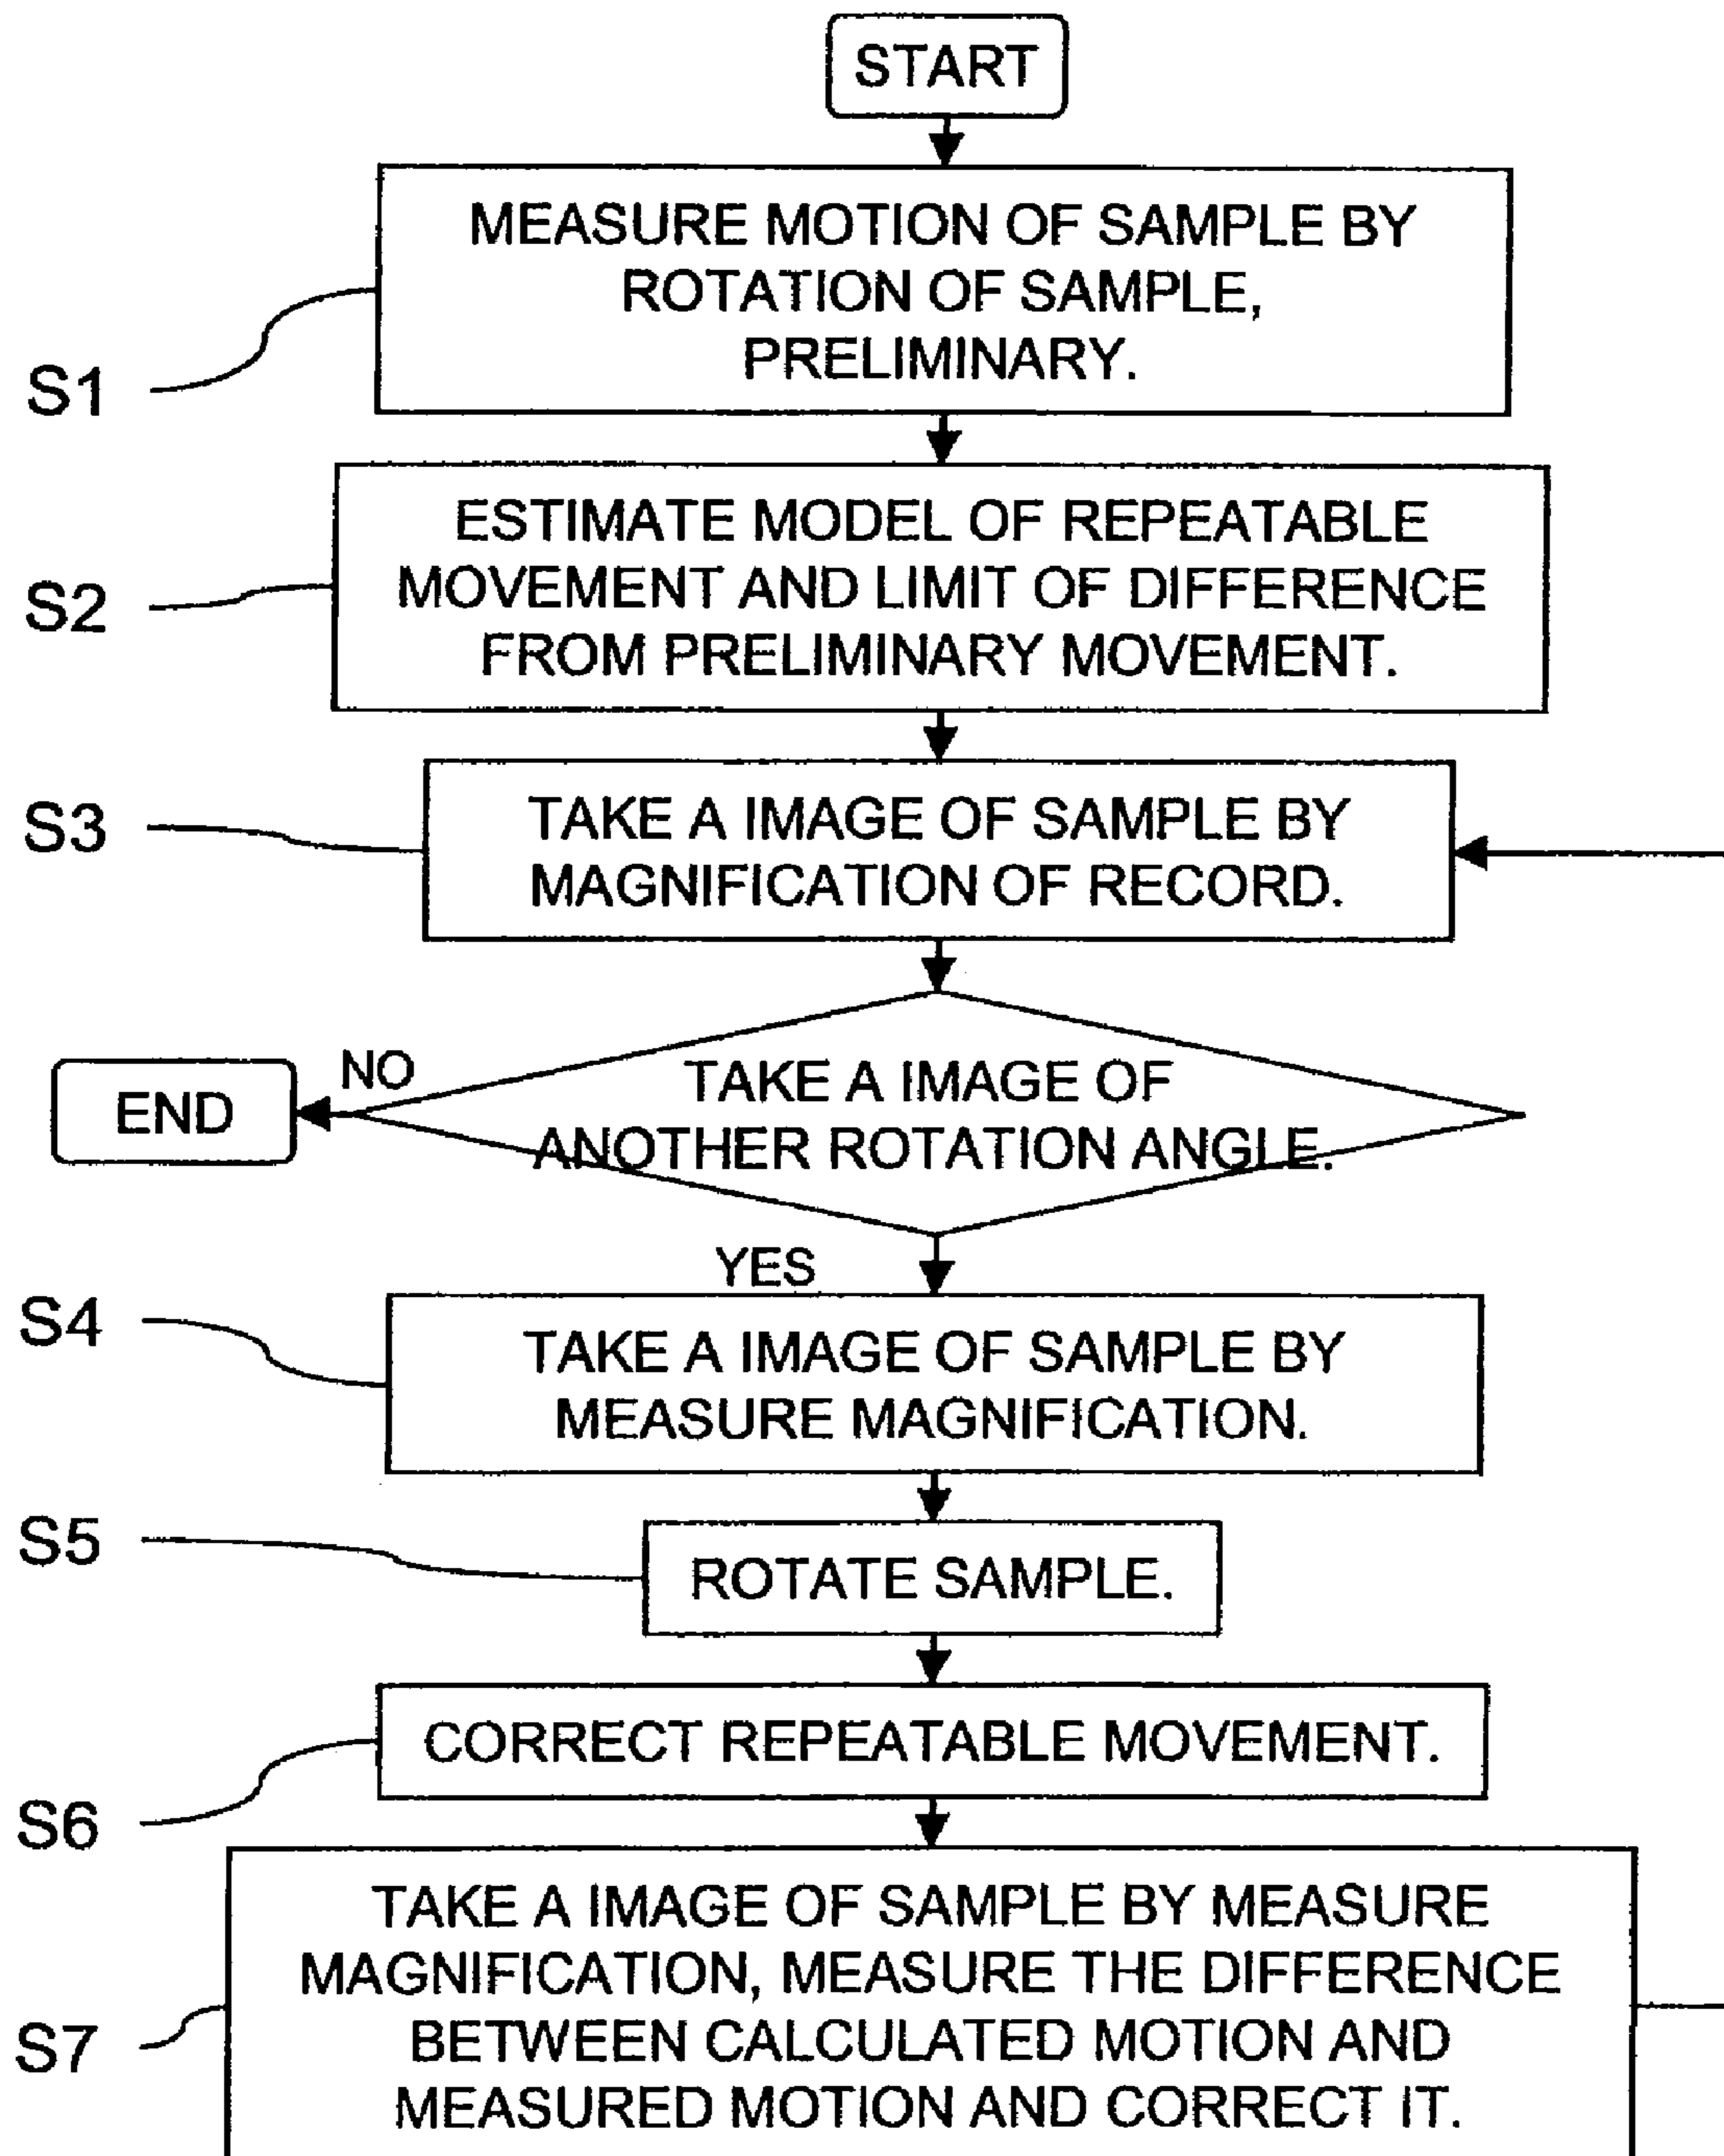 START
MEASURE MOTION OF SAMPLE BY
ROTATION OF SAMPLE,
PRELIMINARY.
S1
ESTIMATE MODEL OF REPEATABLE
MOVEMENT AND LIMIT OF DIFFERENCE
FROM PRELIMINARY MOVEMENT.
S2
TAKE A IMAGE OF SAMPLE BY
MAGNIFICATION OF RECORD.
S3
TAKE A IMAGE OF
ANOTHER ROTATION ANGLE.
NO
END
YES
TAKE A IMAGE OF SAMPLE BY
MEASURE MAGNIFICATION.
S4
ROTATE SAMPLE.
S5
CORRECT REPEATABLE MOVEMENT.
S6
TAKE A IMAGE OF SAMPLE BY MEASURE
MAGNIFICATION, MEASURE THE DIFFERENCE
BETWEEN CALCULATED MOTION AND
MEASURED MOTION AND CORRECT IT.
S7